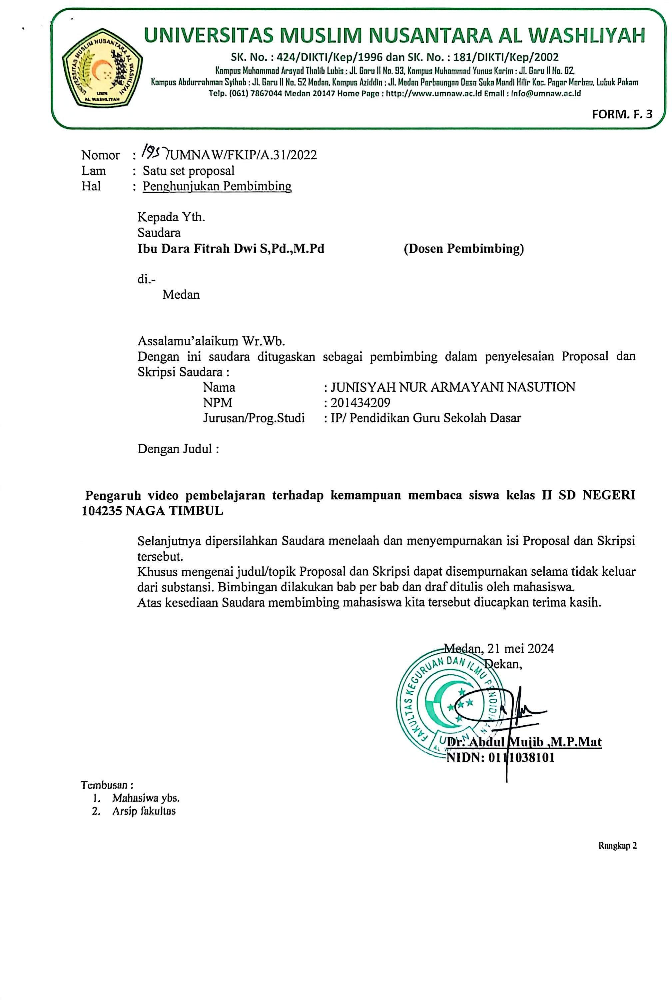 UNIVERSITAS MUSLIM NUSANTARA AL WASHLIYAH
SK. No. : 424/DIKTI/Kep/1996 dan SK. No. : 181/DIKTI/Kep/2002
Kampus Muhammad Arsyad Thalib Lubis : Jl. Garu II No. 93, Kampus Muhammad Yunus Karim : Jl. Garu II No. 02,
Kampus Abdurrahman Syihab : Jl. Garu II No. 52 Medan, Kampus Aziddin : Jl. Medan Perbaungan Desa Suka Mandi Hilir Kec. Pagar Merbau, Lubuk Pakam
Telp. (061) 7867044 Medan 20147 Home Page : http://www.umnaw.ac.id Email : Info@umnaw.ac.id
UNIVERSITAS MUSLIM NUSANTARA AL WASHLIYAH
UMN
AL WASHLIYAH
FORM. F. 3
Nomor : 195 /UMNAW/FKIP/A.31/2022
Lam : Satu set proposal
Hal : Penghunjukan Pembimbing
Kepada Yth.
Saudara
Ibu Dara Fitrah Dwi S,Pd.,M.Pd (Dosen Pembimbing)
di.-
Medan
Assalamu’alaikum Wr.Wb.
Dengan ini saudara ditugaskan sebagai pembimbing dalam penyelesaian Proposal dan
Skripsi Saudara :
Nama : JUNISYAH NUR ARMAYANI NASUTION
NPM : 201434209
Jurusan/Prog.Studi : IP/ Pendidikan Guru Sekolah Dasar
Dengan Judul :
Pengaruh video pembelajaran terhadap kemampuan membaca siswa kelas II SD NEGERI
104235 NAGA TIMBUL
Selanjutnya dipersilahkan Saudara menelaah dan menyempurnakan isi Proposal dan Skripsi
tersebut.
Khusus mengenai judul/topik Proposal dan Skripsi dapat disempurnakan selama tidak keluar
dari substansi. Bimbingan dilakukan bab per bab dan draf ditulis oleh mahasiswa.
Atas kesediaan Saudara membimbing mahasiswa kita tersebut diucapkan terima kasih.
Medan, 21 mei 2024
Dekan,
FAKULTAS KEGURUAN DAN ILMU PENDIDIKAN
Dr. Abdul Mujib ,M.P.Mat
NIDN: 0111038101
Tembusan :
1. Mahasiwa ybs.
2. Arsip fakultas
Rangkap 2